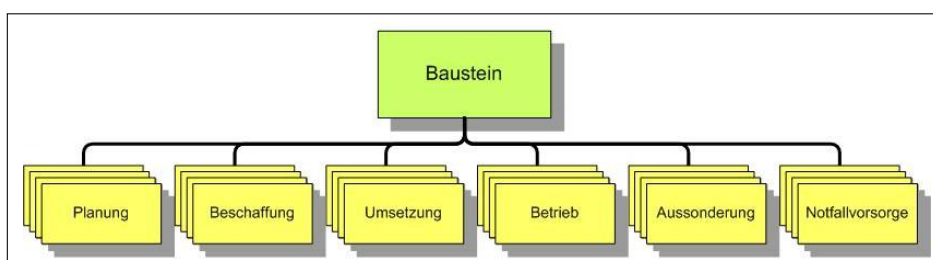 Baustein
Planung
Beschaffung
Umsetzung
Betrieb
Aussonderung
Notfallvorsorge